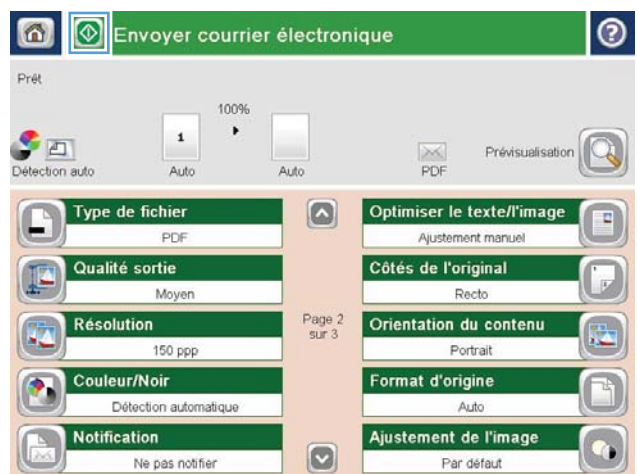 Envoyer courrier électronique
?
Prêt
100%
1
Détection auto
Auto
Auto
PDF
Prévisualisation
Type de fichier
PDF
Qualité sortie
Moyen
Résolution
150 ppp
Couleur/Noir
Détection automatique
Notification
Ne pas notifier
Page 2
sur 3
Optimiser le texte/l'image
Ajustement manuel
Côtés de l'original
Recto
Orientation du contenu
Portrait
Format d'origine
Auto
Ajustement de l'image
Par défaut